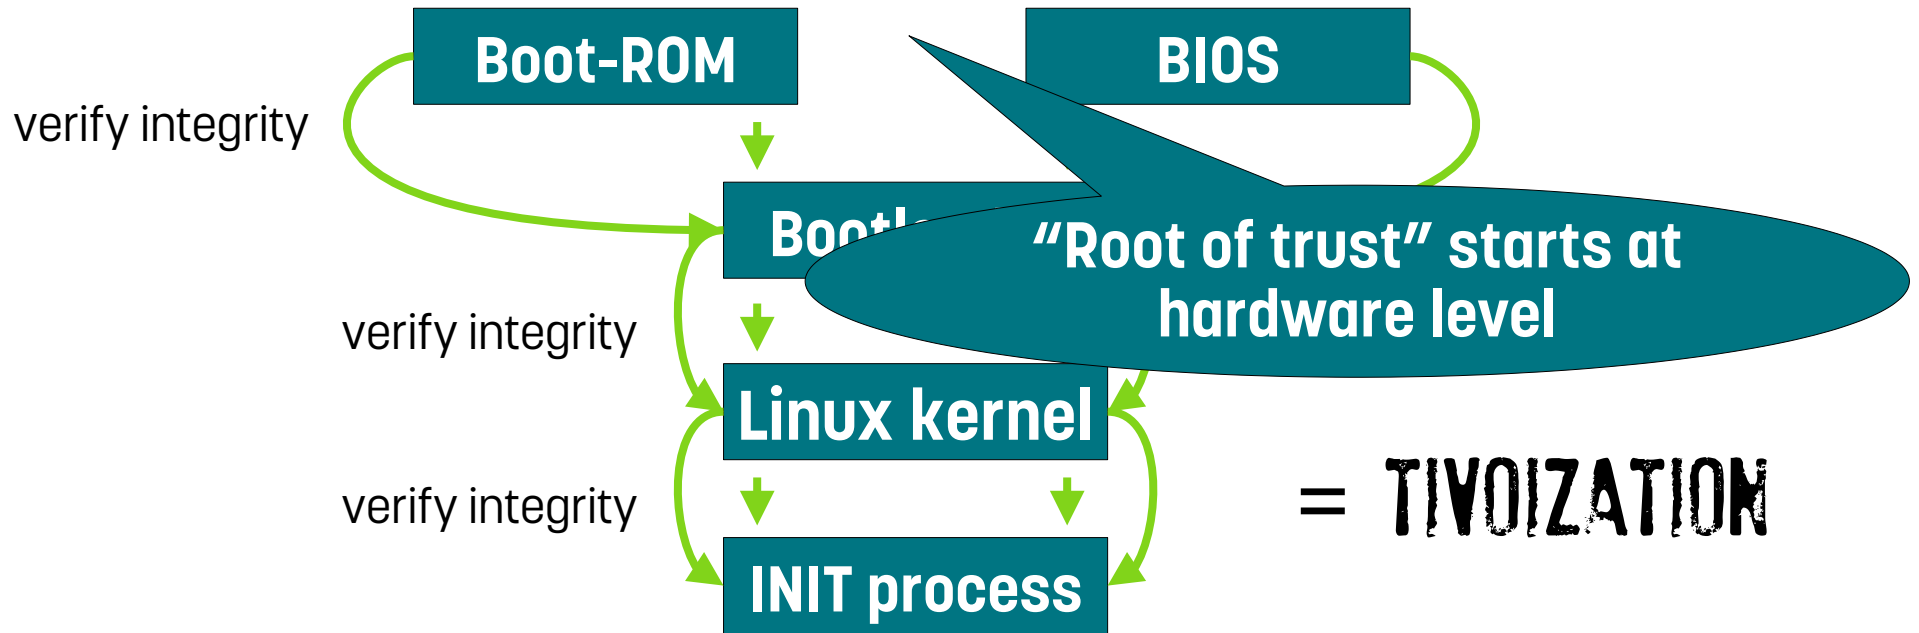 Boot-ROM
BIOS
verify integrity
“Root of trust” starts at
hardware level
verify integrity
Linux kernel
verify integrity
= TIVOIZATION
INIT process